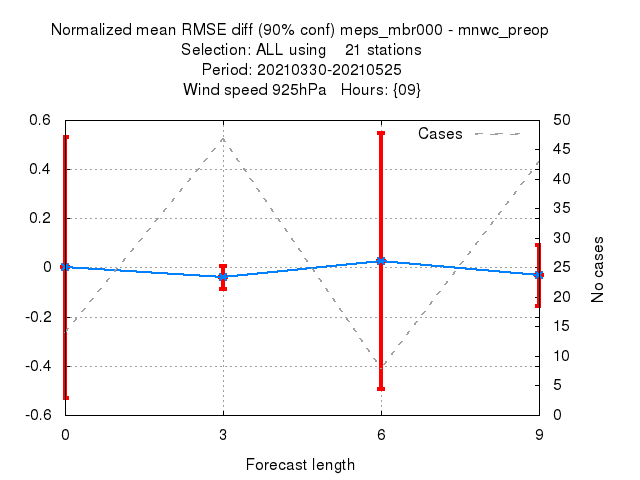 Normalized mean RMSE diff (90% conf) meps_mbr000 - mnwc_preop
Selection: ALL using 21 stations
Period: 20210330-20210525
Wind speed 925hPa Hours: {09}
0.6
0.4
0.2
0
-0.2
-0.4
-0.6
Cases
50
45
40
35
30
25
20
15
10
5
0
No cases
0 3 6 9
Forecast length